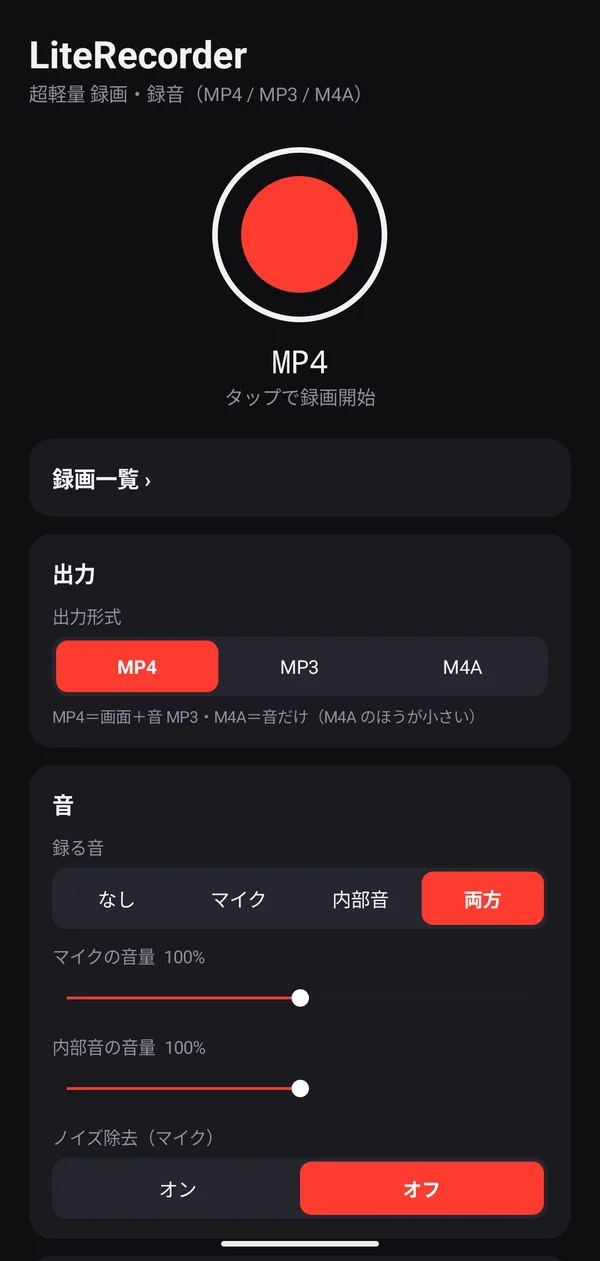 LiteRecorder
超軽量 録画・録音（MP4 / MP3 / M4A）
MP4
タップで録画開始
録画一覧 ›
出力
出力形式
MP4 MP3 M4A
MP4＝画面＋音 MP3・M4A＝音だけ（M4A のほうが小さい）
音
録る音
なし マイク 内部音 両方
マイクの音量 100%
内部音の音量 100%
ノイズ除去（マイク）
オン オフ